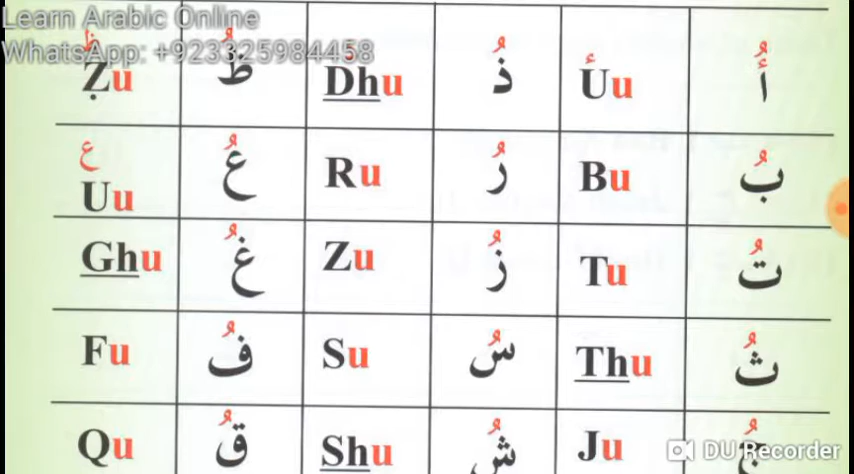 Learn Arabic Online
WhatsApp: +923325984458
أُ Uu ذُ Dhu ظُ Zu
بُ Bu رُ Ru عُ Uu
تُ Tu زُ Zu غُ Ghu
ثُ Thu سُ Su فُ Fu
جُ Ju شُ Shu قُ Qu
DU Recorder